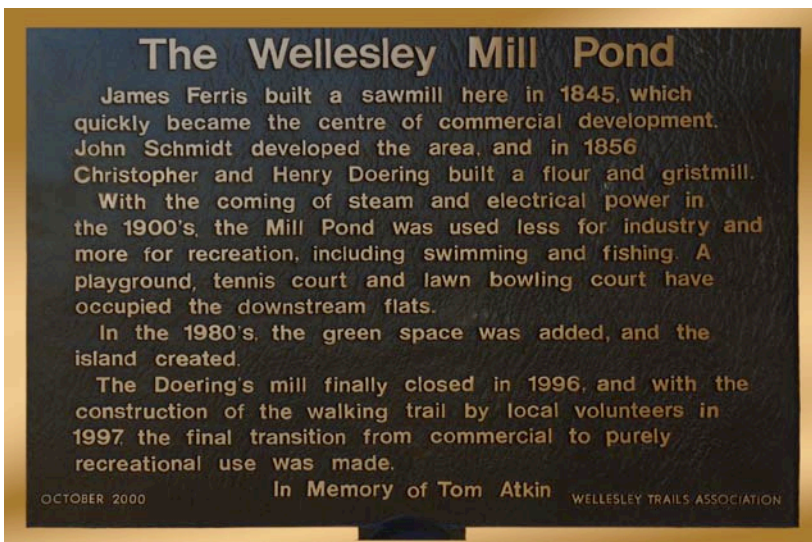 The Wellesley Mill Pond
James Ferris built a sawmill here in 1845, which
quickly became the centre of commercial development.
John Schmidt developed the area, and in 1856
Christopher and Henry Doering built a flour and gristmill.
With the coming of steam and electrical power in
the 1900's, the Mill Pond was used less for industry and
more for recreation, including swimming and fishing. A
playground, tennis court and lawn bowling court have
occupied the downstream flats.
In the 1980's, the green space was added, and the
island created.
The Doering's mill finally closed in 1996, and with the
construction of the walking trail by local volunteers in
1997, the final transition from commercial to purely
recreational use was made.
In Memory of Tom Atkin
OCTOBER 2000
WELLESLEY TRAILS ASSOCIATION